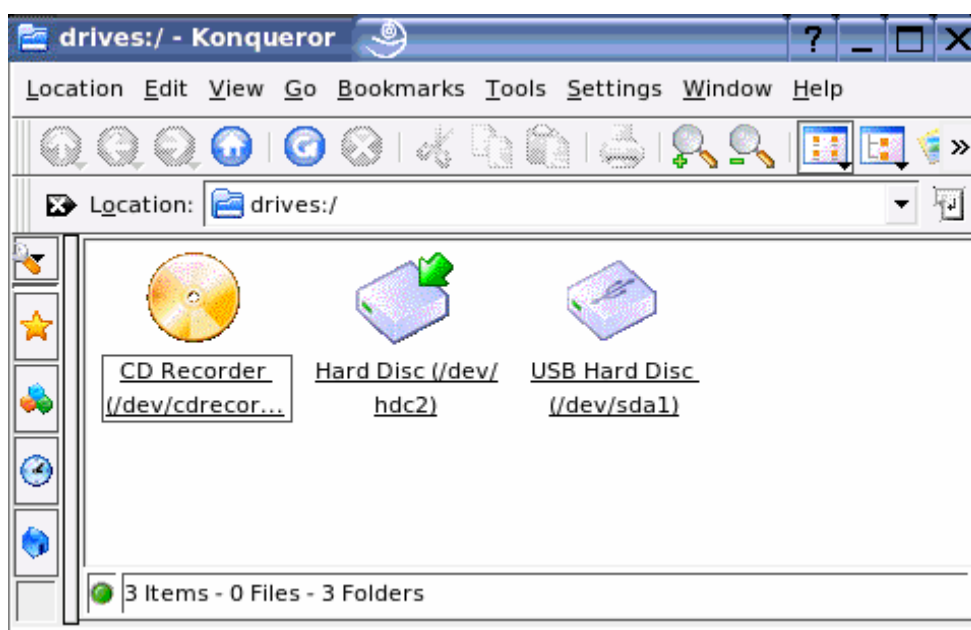 drives:/ - Konqueror
Location Edit View Go Bookmarks Tools Settings Window Help
Location: drives:/
CD Recorder
(/dev/cdrecor...
Hard Disc (/dev/
hdc2)
USB Hard Disc
(/dev/sda1)
3 Items - 0 Files - 3 Folders